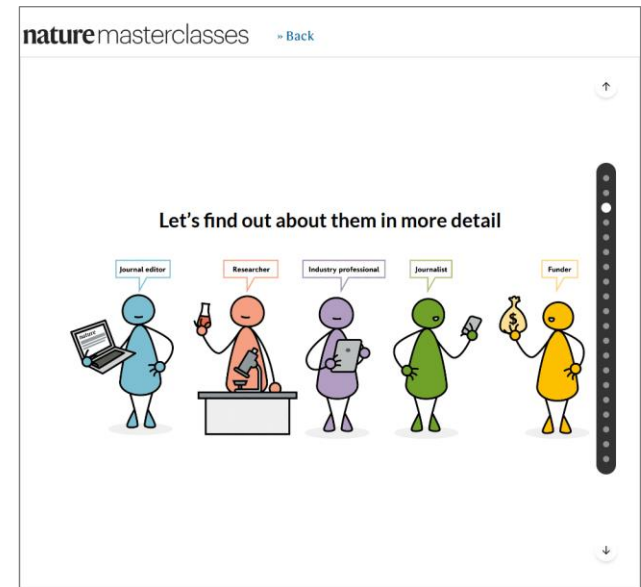 nature masterclasses » Back
Let's find out about them in more detail
Journal editor Researcher Industry professional Journalist Funder
nature
$